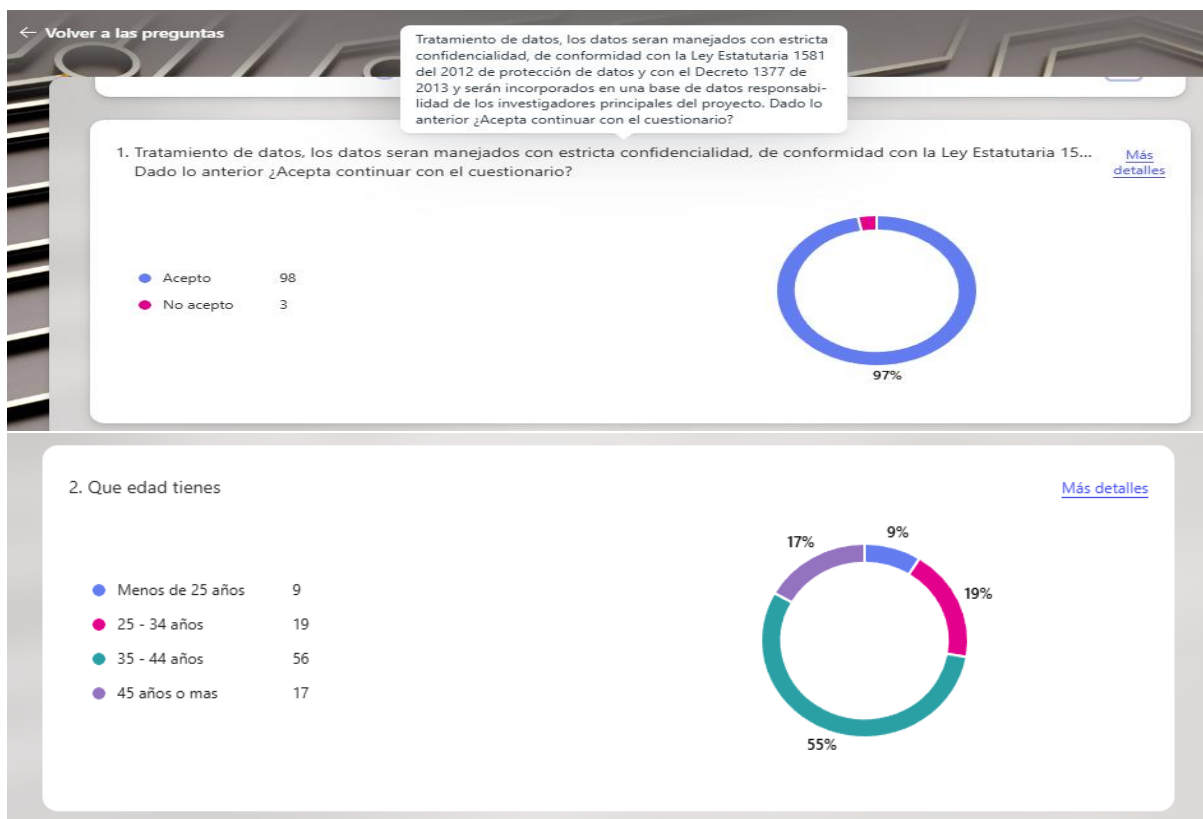 ← Volver a las preguntas
Tratamiento de datos, los datos seran manejados con estricta
confidencialidad, de conformidad con la Ley Estatutaria 1581
del 2012 de protección de datos y con el Decreto 1377 de
2013 y serán incorporados en una base de datos responsabi-
lidad de los investigadores principales del proyecto. Dado lo
anterior ¿Acepta continuar con el cuestionario?
1. Tratamiento de datos, los datos seran manejados con estricta confidencialidad, de conformidad con la Ley Estatutaria 15...
Dado lo anterior ¿Acepta continuar con el cuestionario?
Más
detalles
Acepto 98
No acepto 3
97%
2. Que edad tienes
Más detalles
Menos de 25 años 9
25 - 34 años 19
35 - 44 años 56
45 años o mas 17
17%
9%
19%
55%